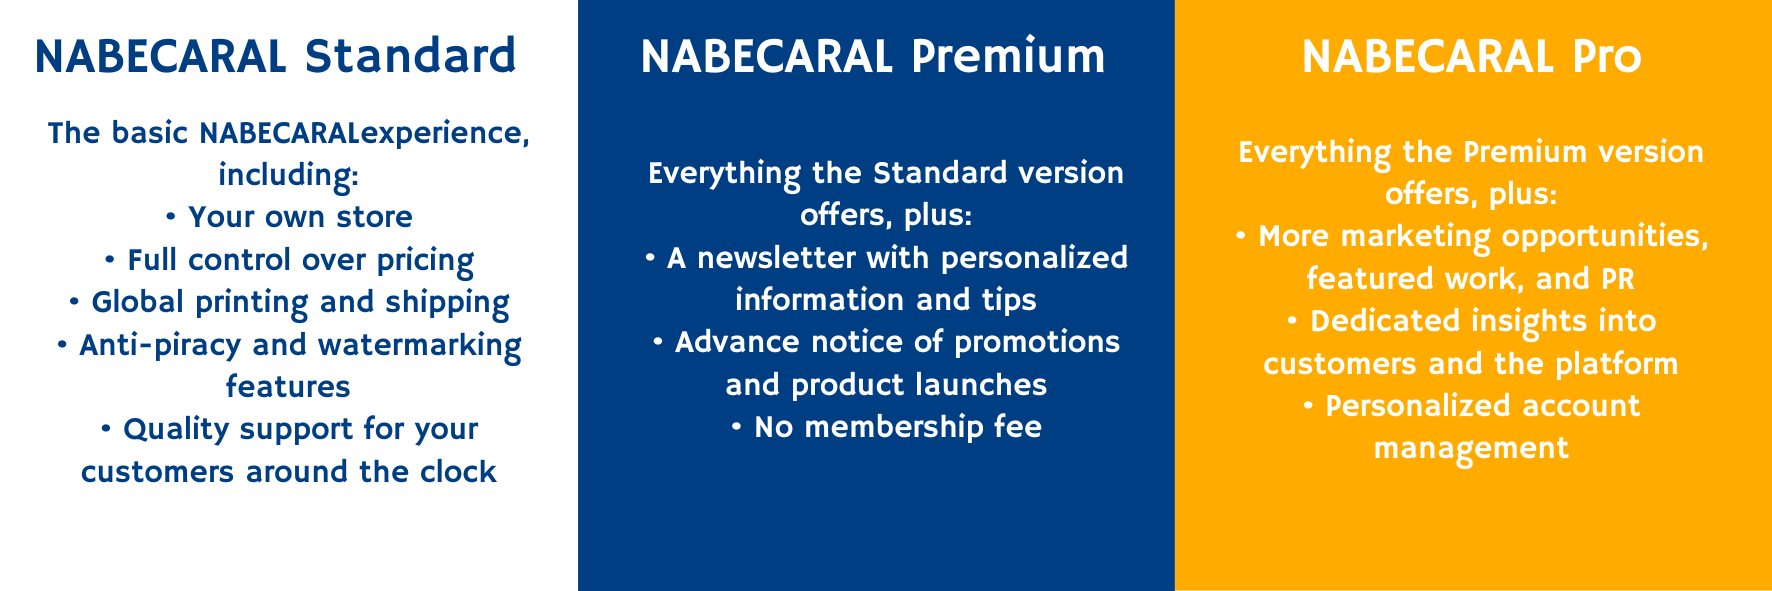 NABECARAL Standard
The basic NABECARALexperience,
including:
• Your own store
• Full control over pricing
• Global printing and shipping
• Anti-piracy and watermarking
features
• Quality support for your
customers around the clock
NABECARAL Premium
Everything the Standard version
offers, plus:
• A newsletter with personalized
information and tips
• Advance notice of promotions
and product launches
• No membership fee
NABECARAL Pro
Everything the Premium version
offers, plus:
• More marketing opportunities,
featured work, and PR
• Dedicated insights into
customers and the platform
• Personalized account
management